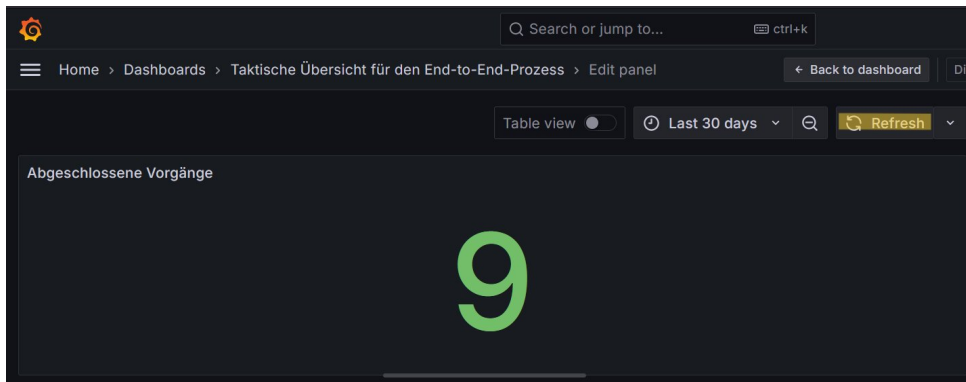 Search or jump to... ctrl+k
Home › Dashboards › Taktische Übersicht für den End-to-End-Prozess › Edit panel ← Back to dashboard Di
Table view Last 30 days Refresh
Abgeschlossene Vorgänge
9